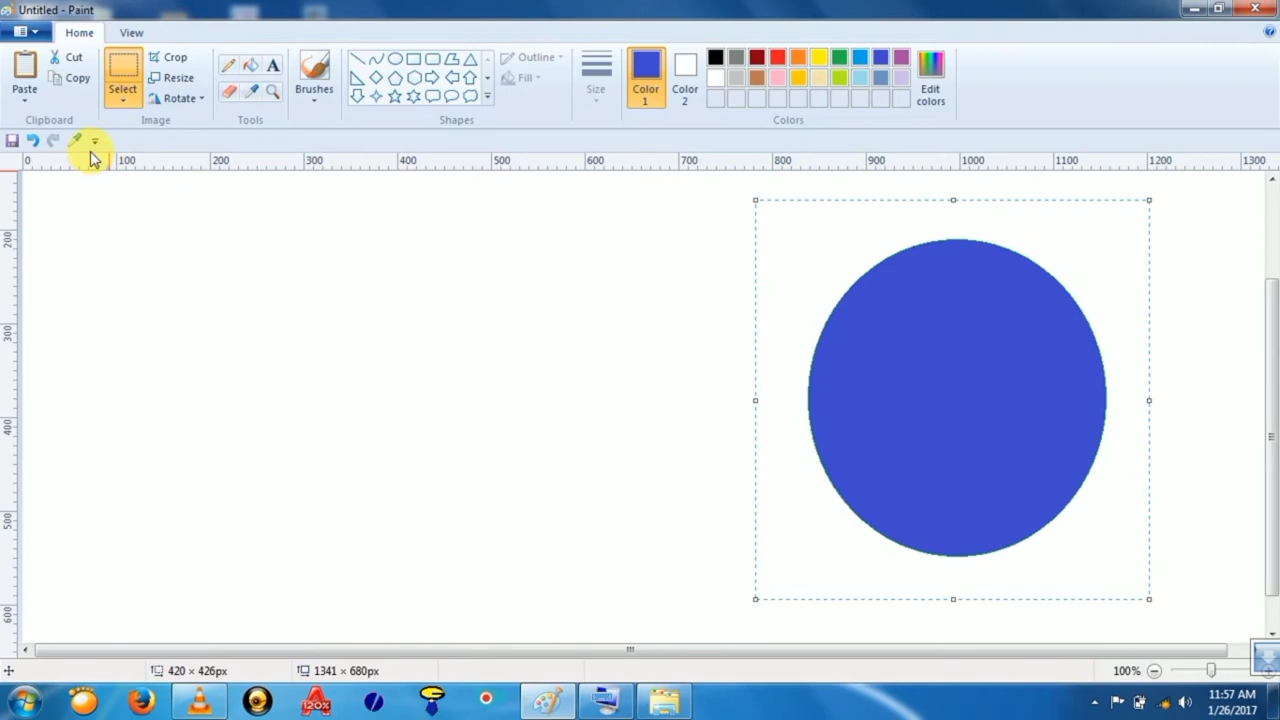 Untitled - Paint
Home View
Paste
Cut
Copy
Clipboard
Select
Crop
Resize
Rotate
Image
A
Tools
Brushes
Shapes
Outline
Fill
Size
Color 1
Color 2
Edit colors
Colors
0 100 200 300 400 500 600 700 800 900 1000 1100 1200 1300
200
300
400
500
600
420 × 426px
1341 × 680px
100%
120%
11:57 AM
1/26/2017